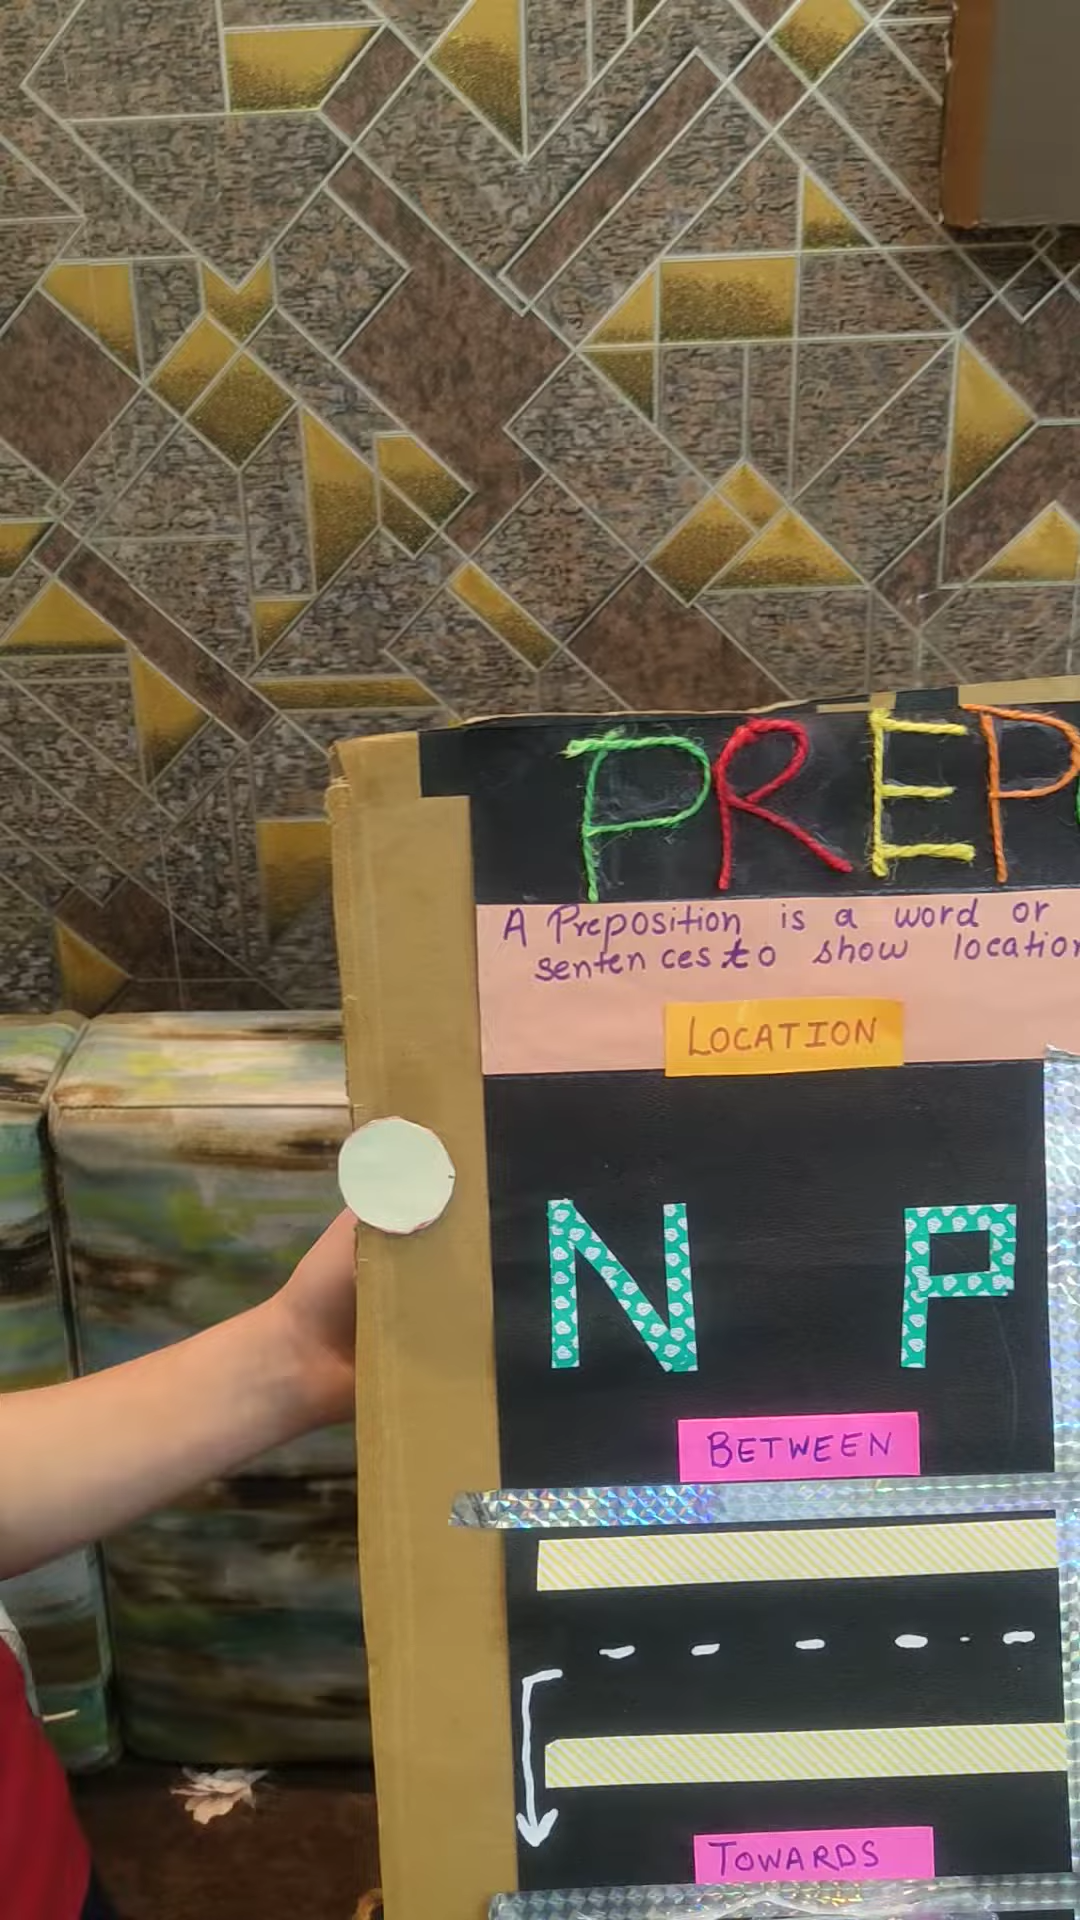 PREP
A Preposition is a word or
sentences to show location
LOCATION
N P
BETWEEN
TOWARDS